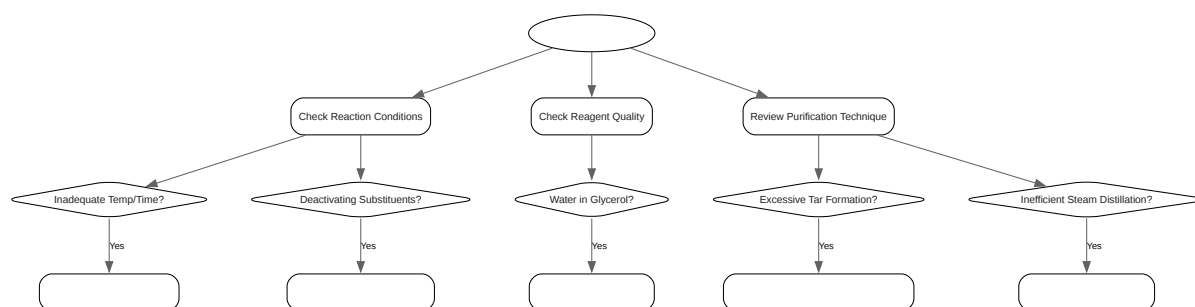 Check Reaction Conditions
Check Reagent Quality
Review Purification Technique
Inadequate Temp/Time?
Deactivating Substituents?
Water in Glycerol?
Excessive Tar Formation?
Inefficient Steam Distillation?
Yes
Yes
Yes
Yes
Yes